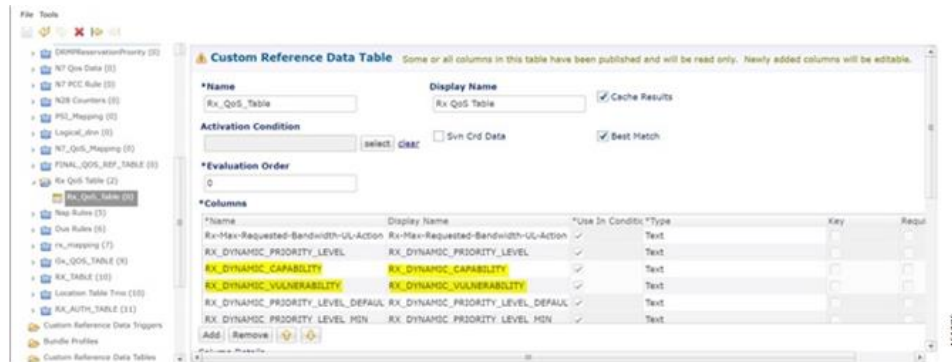 File Tools
DRMPReservationPriority (0)
N7 Qos Data (0)
N7 PCC Rule (0)
N28 Counters (0)
PSI_Mapping (0)
Logical_dnn (0)
N7_QoS_Mapping (0)
FINAL_QOS_REF_TABLE (0)
Rx QoS Table (2)
Rx_QoS_Table (0)
Nap Rules (5)
Ous Rules (6)
rx_mapping (7)
Gx_QOS_TABLE (9)
RX_TABLE (10)
Location Table Tmo (10)
RX_AUTH_TABLE (11)
Custom Reference Data Triggers
Bundle Profiles
Custom Reference Data Tables
Custom Reference Data Table Some or all columns in this table have been published and will be read only. Newly added columns will be editable.
*Name Display Name
Rx_QoS_Table Rx QoS Table Cache Results
Activation Condition
select clear Svn Crd Data Best Match
*Evaluation Order
0
*Columns
*Name Display Name *Use In Conditic *Type Key Requi
Rx-Max-Requested-Bandwidth-UL-Action Rx-Max-Requested-Bandwidth-UL-Action Text
RX_DYNAMIC_PRIORITY_LEVEL RX_DYNAMIC_PRIORITY_LEVEL Text
RX_DYNAMIC_CAPABILITY RX_DYNAMIC_CAPABILITY Text
RX_DYNAMIC_VULNERABILITY RX_DYNAMIC_VULNERABILITY Text
RX_DYNAMIC_PRIORITY_LEVEL_DEFAUL RX_DYNAMIC_PRIORITY_LEVEL_DEFAUL Text
RX_DYNAMIC_PRIORITY_LEVEL_MIN RX_DYNAMIC_PRIORITY_LEVEL_MIN Text
Add Remove